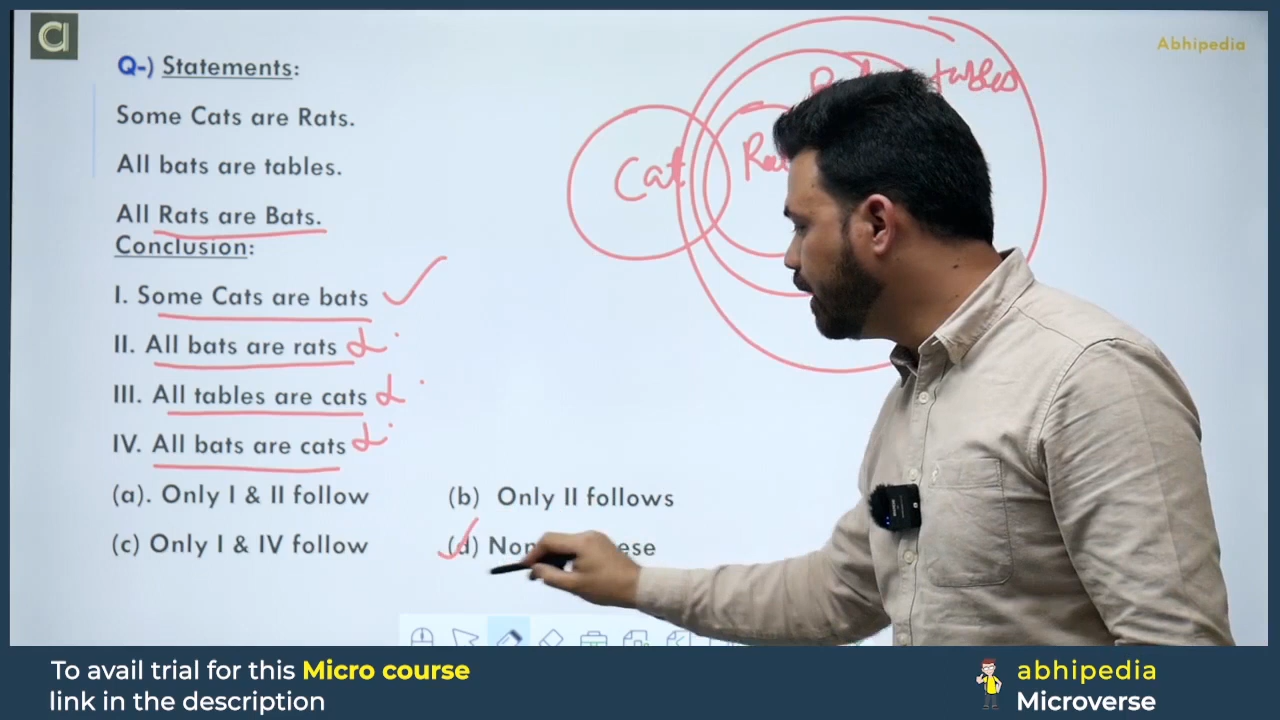 Abhipedia
Q-) Statements:
Some Cats are Rats.
All bats are tables.
All Rats are Bats.
Conclusion:
I. Some Cats are bats
II. All bats are rats
III. All tables are cats
IV. All bats are cats
(a). Only I & II follow
(b) Only II follows
(c) Only I & IV follow
(d)
Cat
tables
To avail trial for this Micro course
link in the description
abhipedia
Microverse